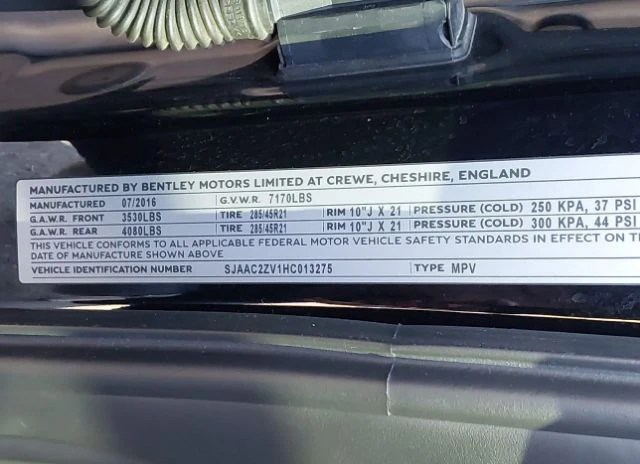 MANUFACTURED BY BENTLEY MOTORS LIMITED AT CREWE, CHESHIRE, ENGLAND
MANUFACTURED 07/2016 G.V.W.R. 7170LBS
G.A.W.R. FRONT 3530LBS TIRE 285/45R21 RIM 10"J X 21 PRESSURE (COLD) 250 KPA, 37 PSI
G.A.W.R. REAR 4080LBS TIRE 285/45R21 RIM 10"J X 21 PRESSURE (COLD) 300 KPA, 44 PSI
THIS VEHICLE CONFORMS TO ALL APPLICABLE FEDERAL MOTOR VEHICLE SAFETY STANDARDS IN EFFECT ON THE
DATE OF MANUFACTURE SHOWN ABOVE
VEHICLE IDENTIFICATION NUMBER SJAAC2ZV1HC013275 TYPE MPV